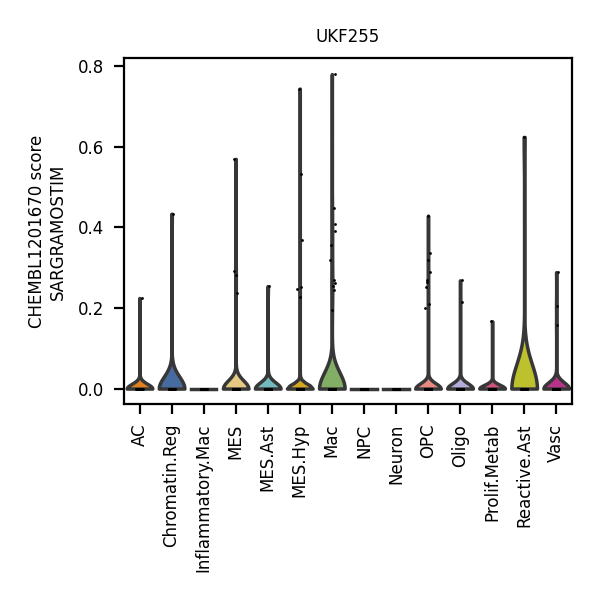 UKF255
CHEMBL1201670 score
SARGRAMOSTIM
0.8
0.6
0.4
0.2
0.0
AC
Chromatin.Reg
Inflammatory.Mac
MES
MES.Ast
MES.Hyp
Mac
NPC
Neuron
OPC
Oligo
Prolif.Metab
Reactive.Ast
Vasc